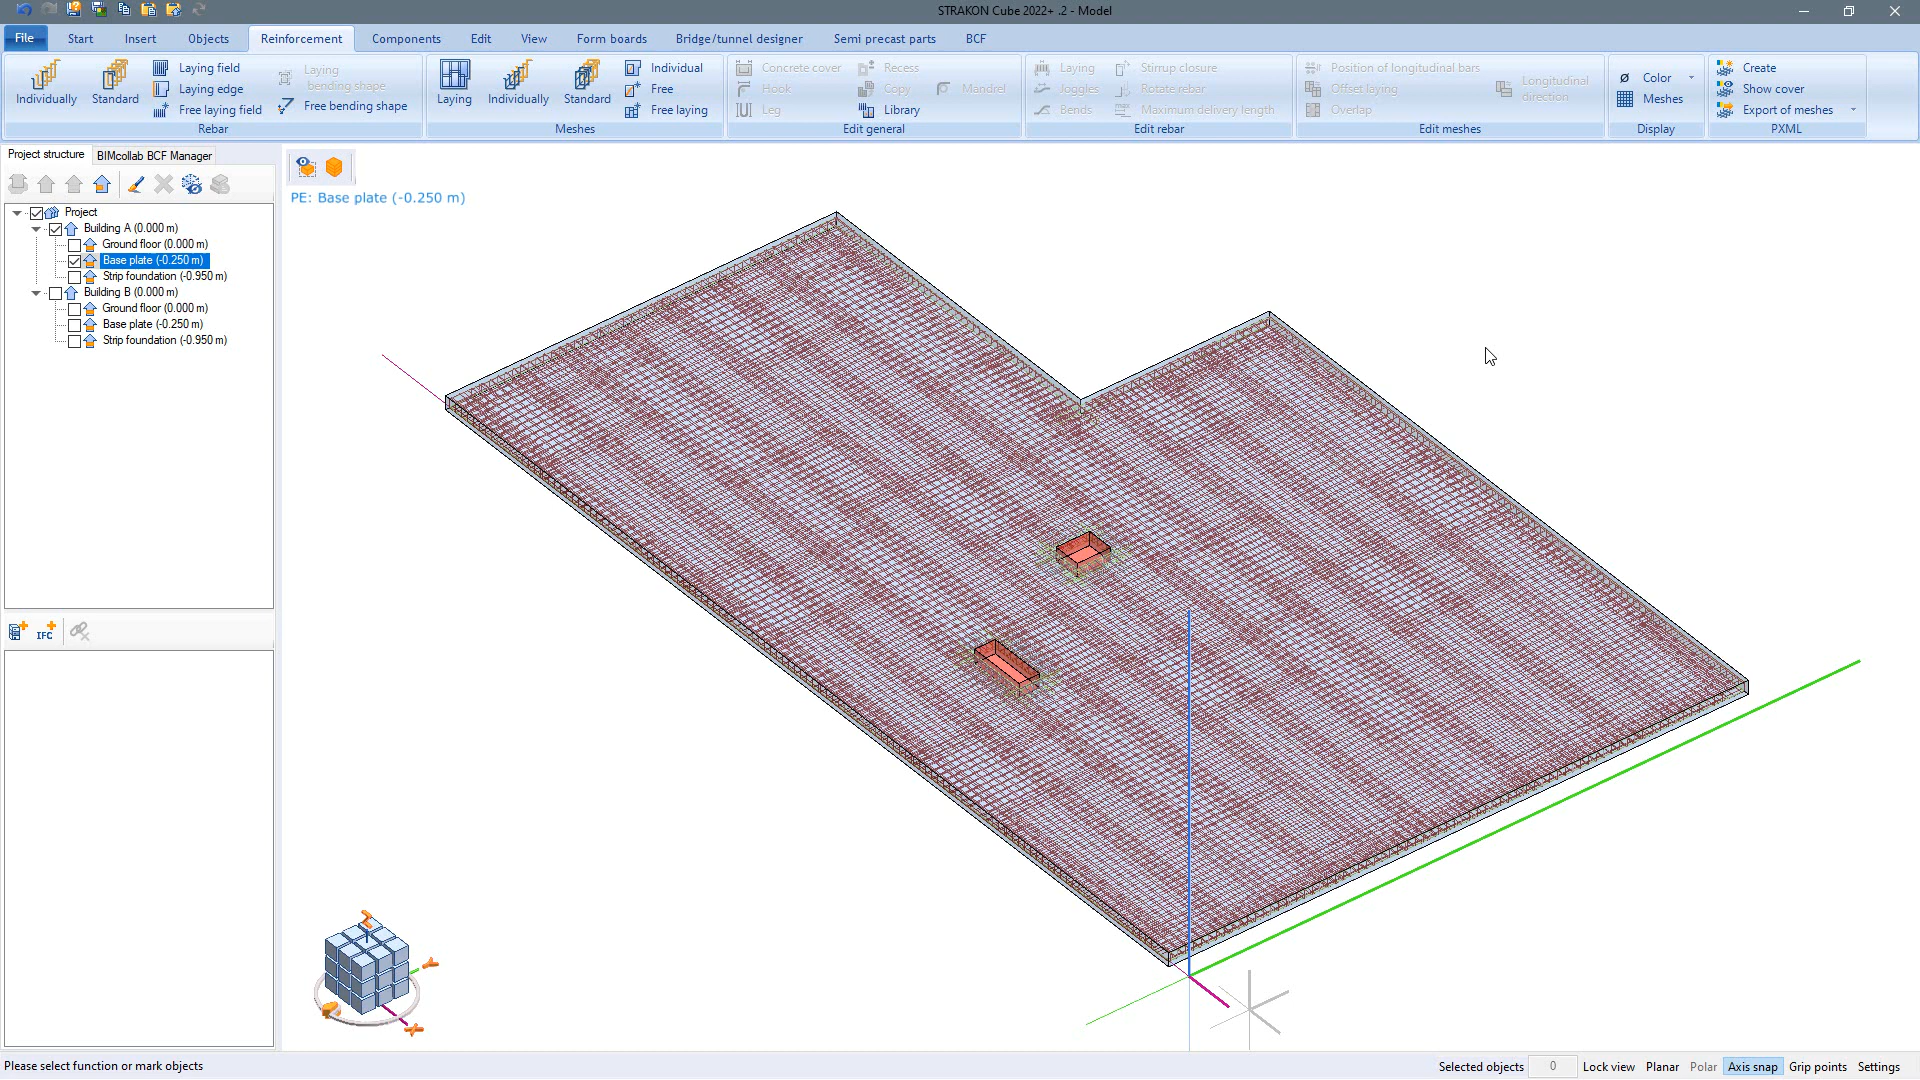 STRAKON Cube 2022+ .2 - Model
File Start Insert Objects Reinforcement Components Edit View Form boards Bridge/tunnel designer Semi precast parts BCF
Individually
Standard
Laying field
Laying edge
Free laying field
Laying bending shape
Free bending shape
Rebar
Laying
Individually
Standard
Individual
Free
Free laying
Meshes
Concrete cover
Hook
Leg
Recess
Copy
Library
Mandrel
Edit general
Laying
Joggles
Bends
Stirrup closure
Rotate rebar
Maximum delivery length
Edit rebar
Position of longitudinal bars
Offset laying
Overlap
Longitudinal direction
Edit meshes
Color
Meshes
Display
Create
Show cover
Export of meshes
PXML
Project structure BIMcollab BCF Manager
PE: Base plate (-0.250 m)
Project
Building A (0.000 m)
Ground floor (0.000 m)
Base plate (-0.250 m)
Strip foundation (-0.950 m)
Building B (0.000 m)
Ground floor (0.000 m)
Base plate (-0.250 m)
Strip foundation (-0.950 m)
IFC
Please select function or mark objects
Selected objects 0 Lock view Planar Polar Axis snap Grip points Settings